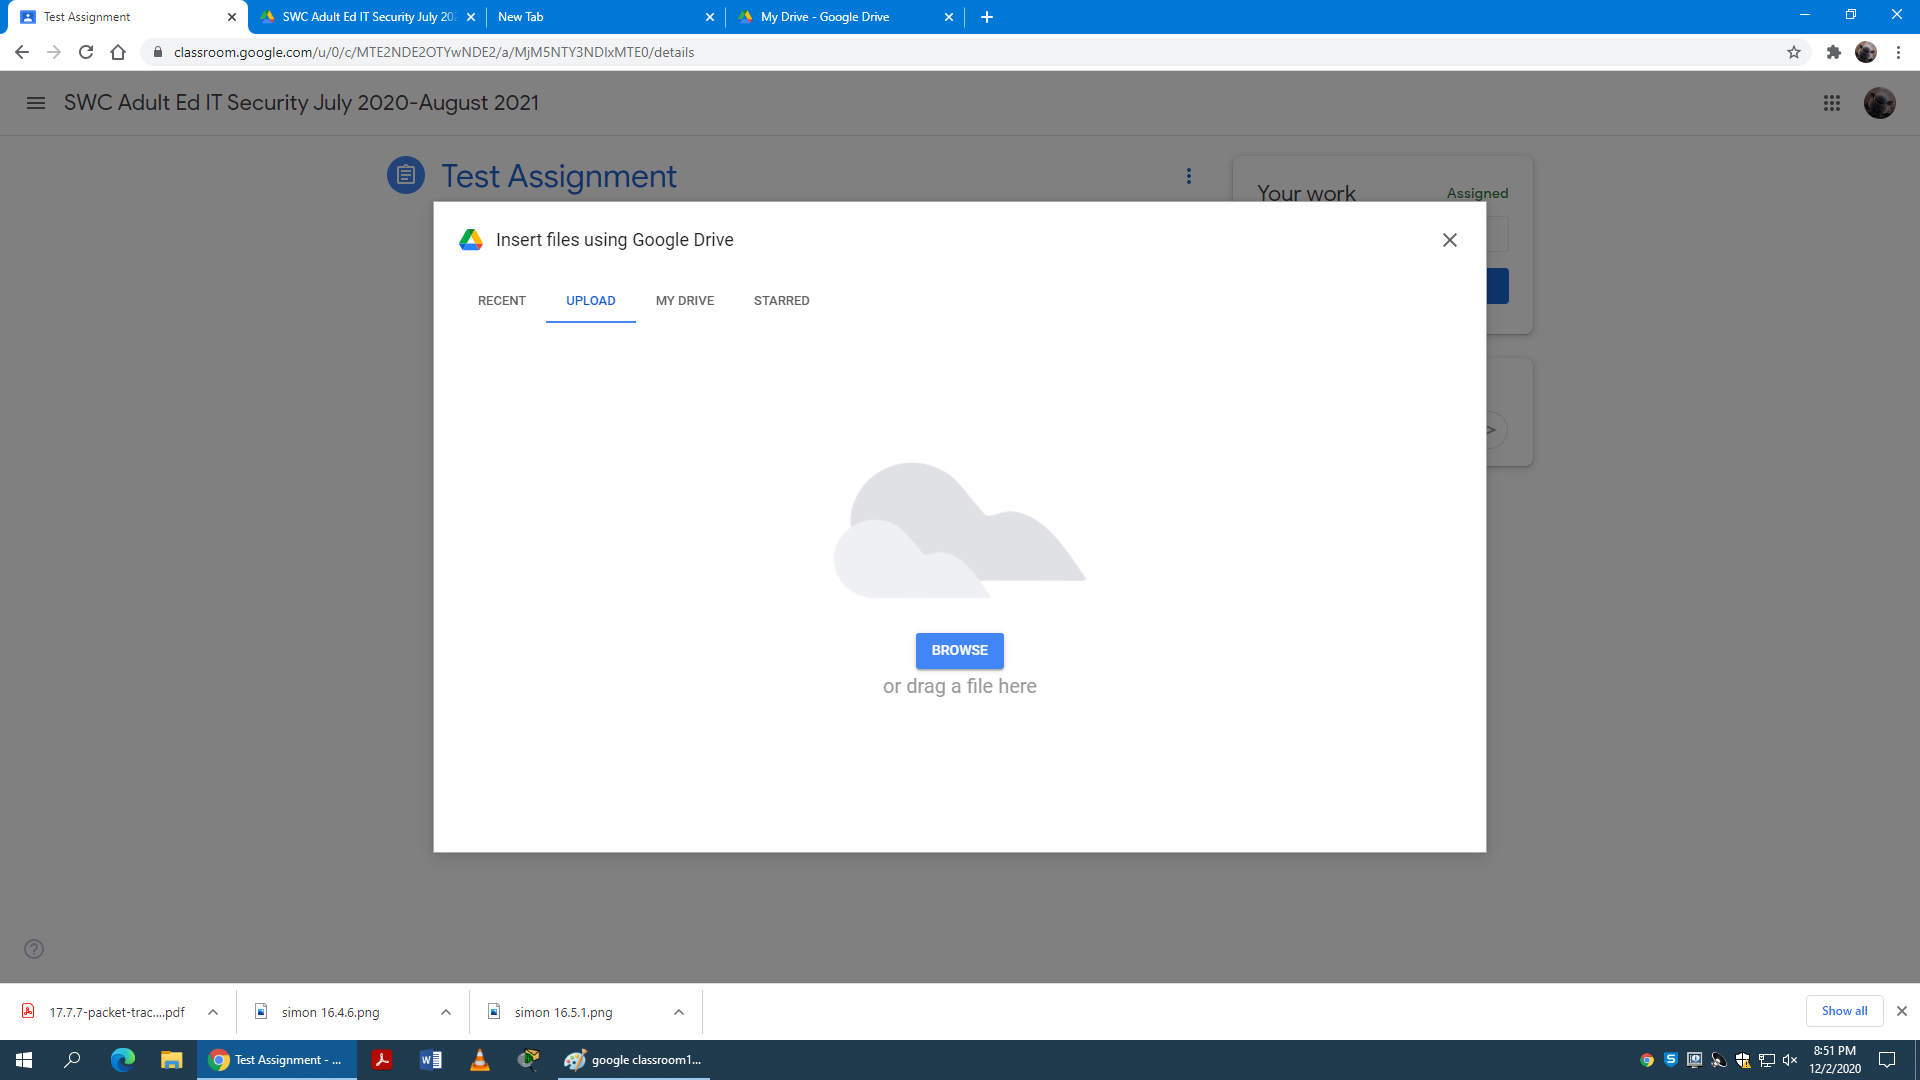 Test Assignment
SWC Adult Ed IT Security July 202
New Tab
My Drive - Google Drive
classroom.google.com/u/0/c/MTE2NDE2OTYwNDE2/a/MjM5NTY3NDIxMTE0/details
SWC Adult Ed IT Security July 2020-August 2021
Test Assignment
Your work
Assigned
Insert files using Google Drive
RECENT
UPLOAD
MY DRIVE
STARRED
BROWSE
or drag a file here
17.7.7-packet-trac....pdf
simon 16.4.6.png
simon 16.5.1.png
Show all
Test Assignment - ...
google classroom1...
8:51 PM
12/2/2020